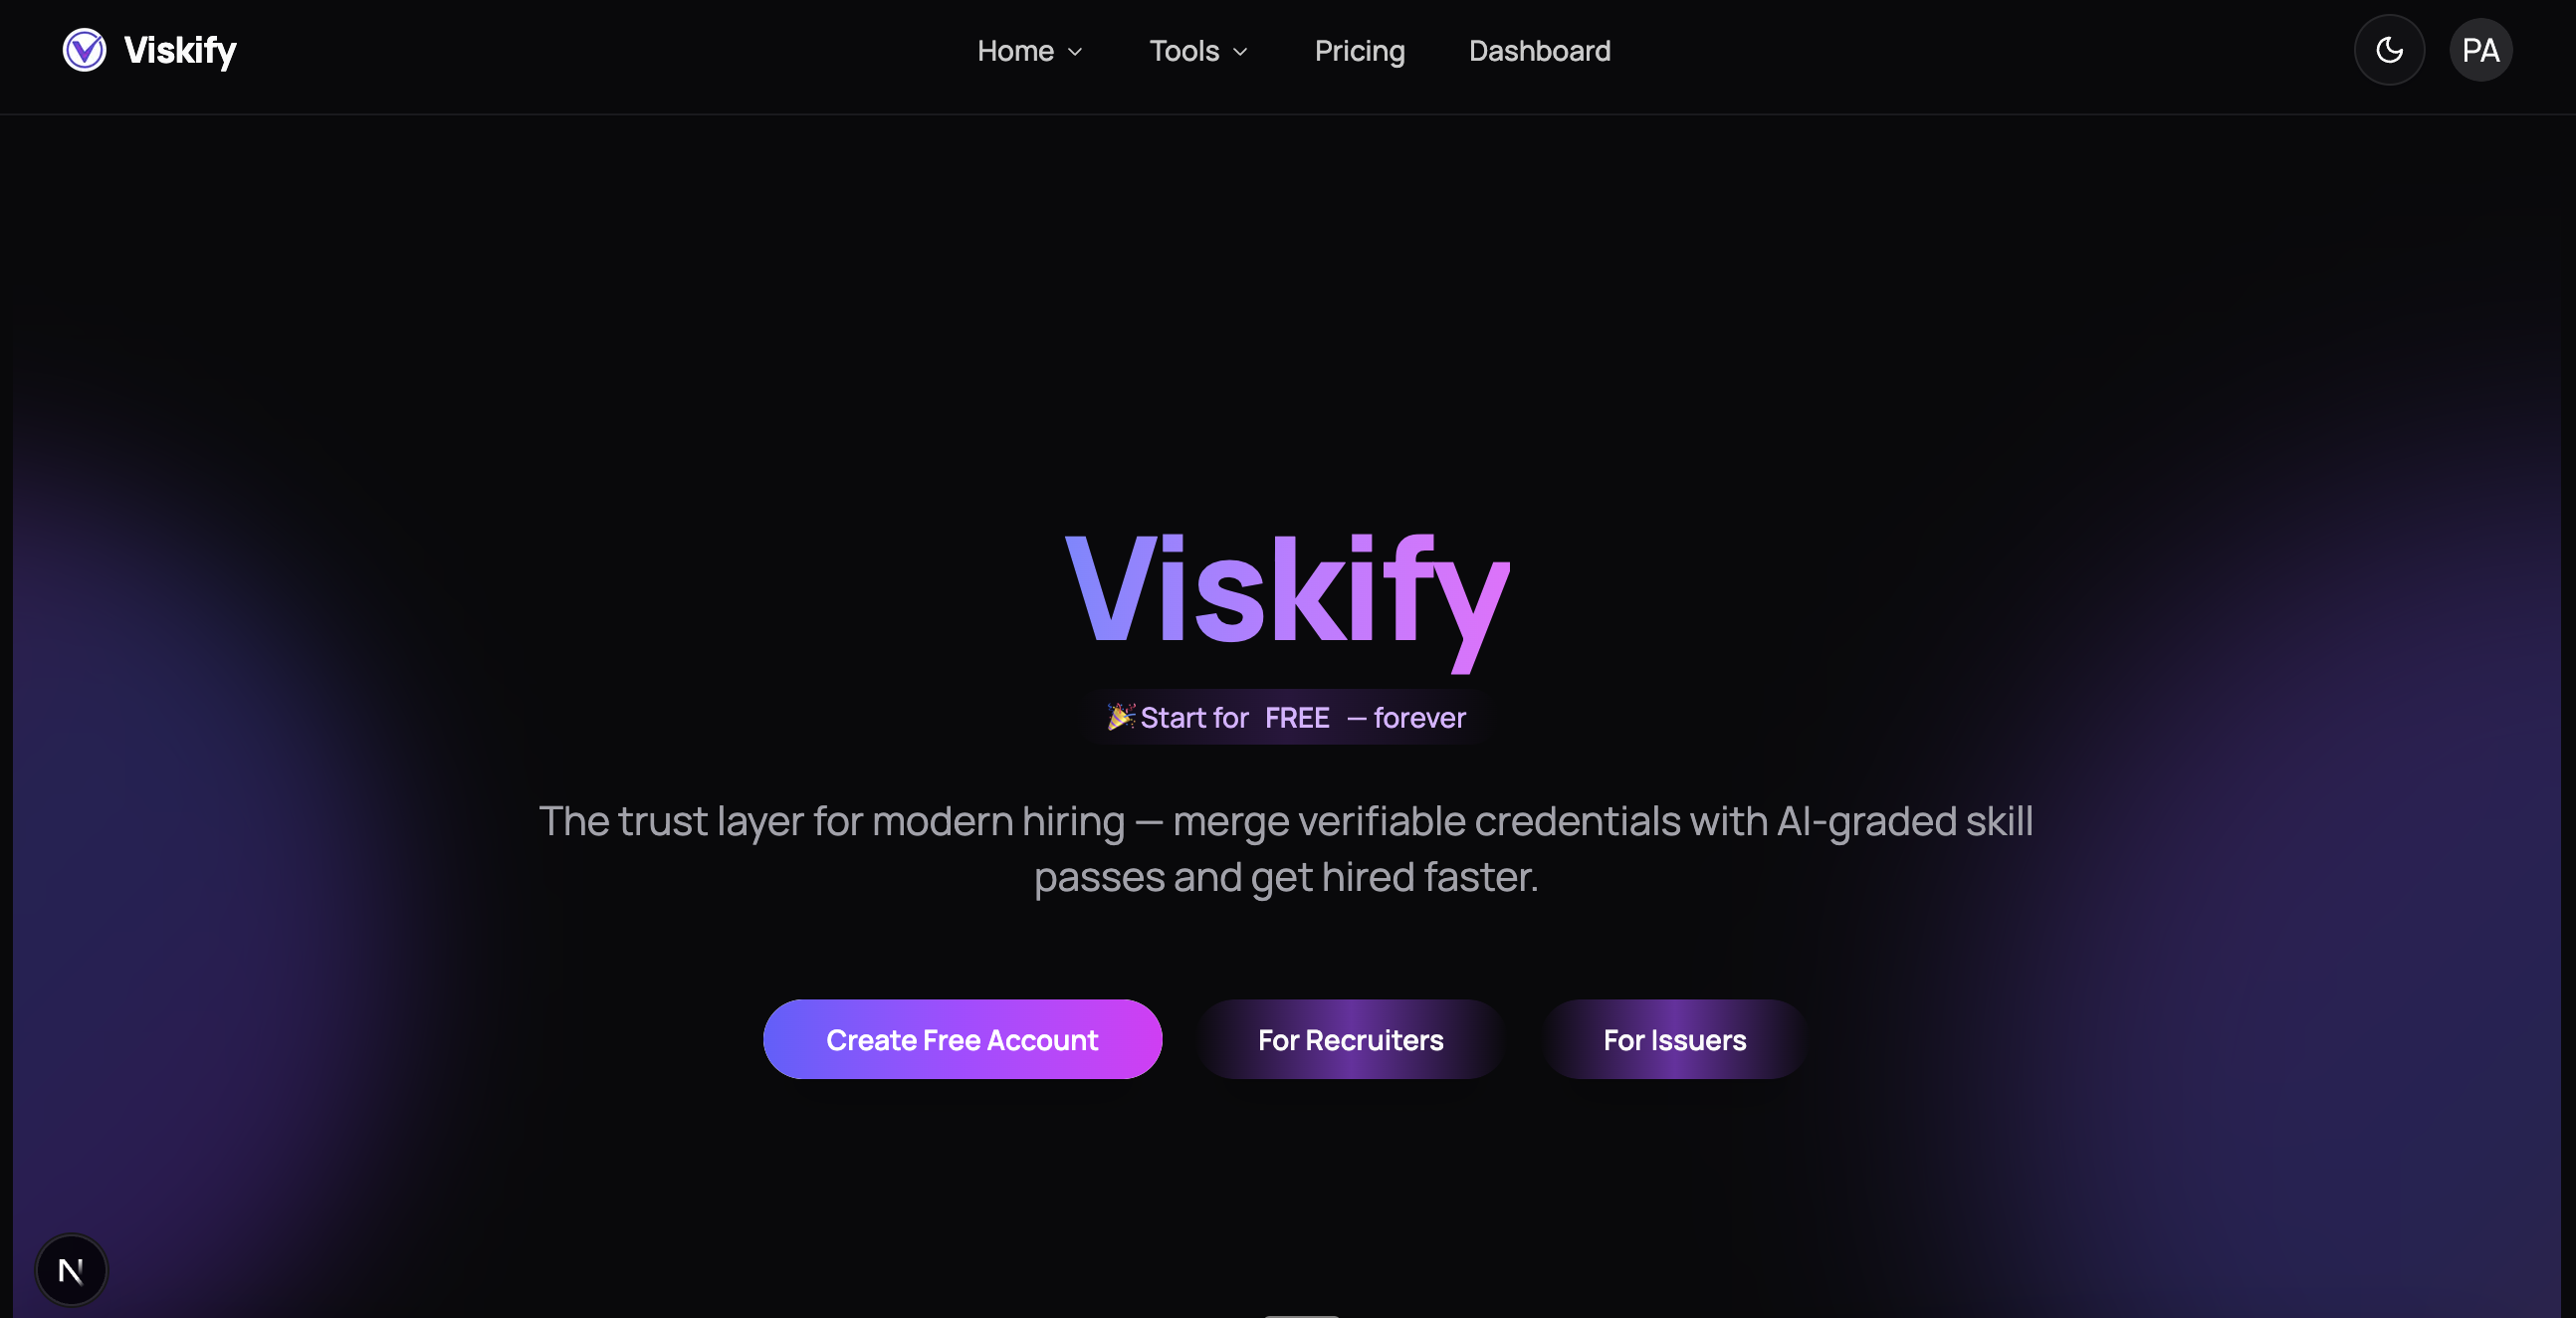 Viskify
Home
Tools
Pricing
Dashboard
PA
Viskify
🎉 Start for FREE — forever
The trust layer for modern hiring — merge verifiable credentials with AI-graded skill
passes and get hired faster.
Create Free Account
For Recruiters
For Issuers
N